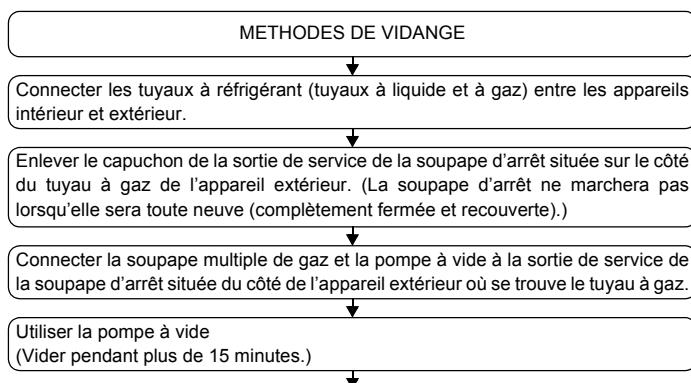 METHODES DE VIDANGE
Connecter les tuyaux à réfrigérant (tuyaux à liquide et à gaz) entre les appareils
intérieur et extérieur.
Enlever le capuchon de la sortie de service de la soupape d'arrêt située sur le côté
du tuyau à gaz de l'appareil extérieur. (La soupape d'arrêt ne marchera pas
lorsqu'elle sera toute neuve (complètement fermée et recouverte).)
Connecter la soupape multiple de gaz et la pompe à vide à la sortie de service de
la soupape d'arrêt située du côté de l'appareil extérieur où se trouve le tuyau à gaz.
Utiliser la pompe à vide
(Vider pendant plus de 15 minutes.)